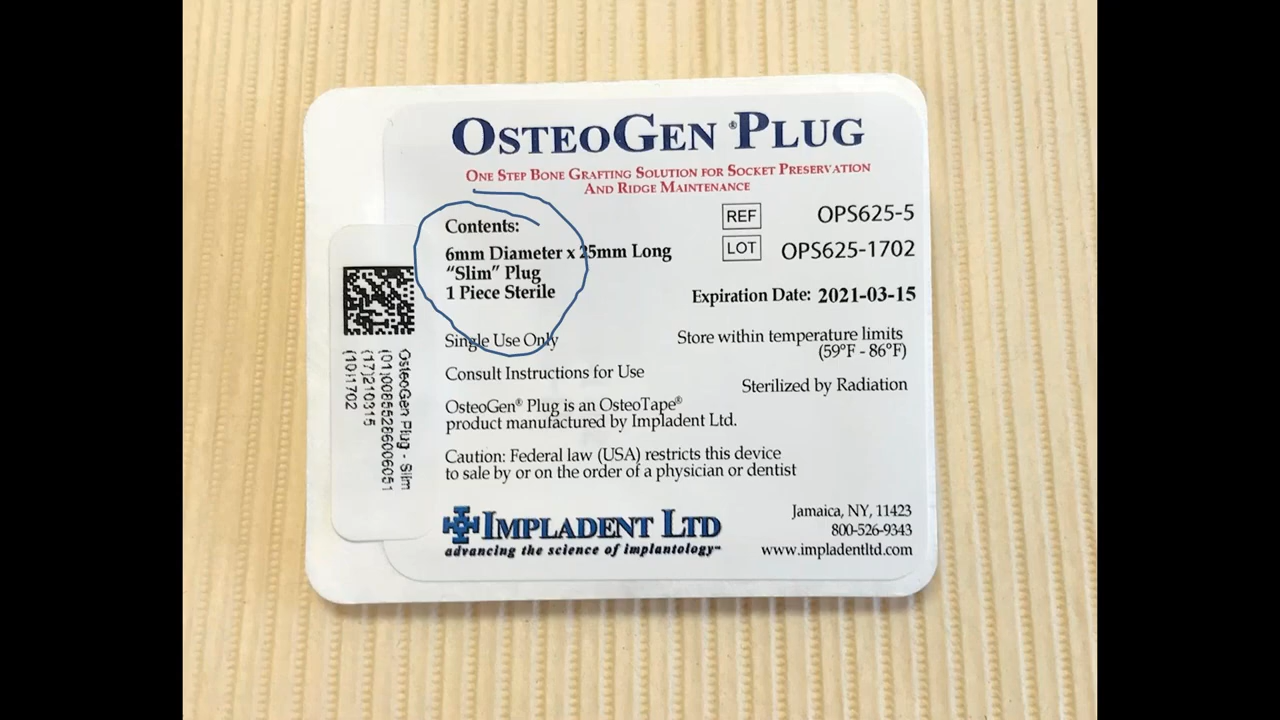 OSTEOGEN® PLUG
ONE STEP BONE GRAFTING SOLUTION FOR SOCKET PRESERVATION
AND RIDGE MAINTENANCE
Contents:
6mm Diameter x 25mm Long
"Slim" Plug
1 Piece Sterile
REF OPS625-5
LOT OPS625-1702
Expiration Date: 2021-03-15
Single Use Only
Store within temperature limits
(59°F - 86°F)
Consult Instructions for Use
Sterilized by Radiation
OsteoGen® Plug is an OsteoTape®
product manufactured by Impladent Ltd.
Caution: Federal law (USA) restricts this device
to sale by or on the order of a physician or dentist
IMPLADENT LTD
advancing the science of implantology™
Jamaica, NY, 11423
800-526-9343
www.impladentltd.com
OsteoGen Plug - Slim
(01)00855286006051
(17)210315
(10)1702